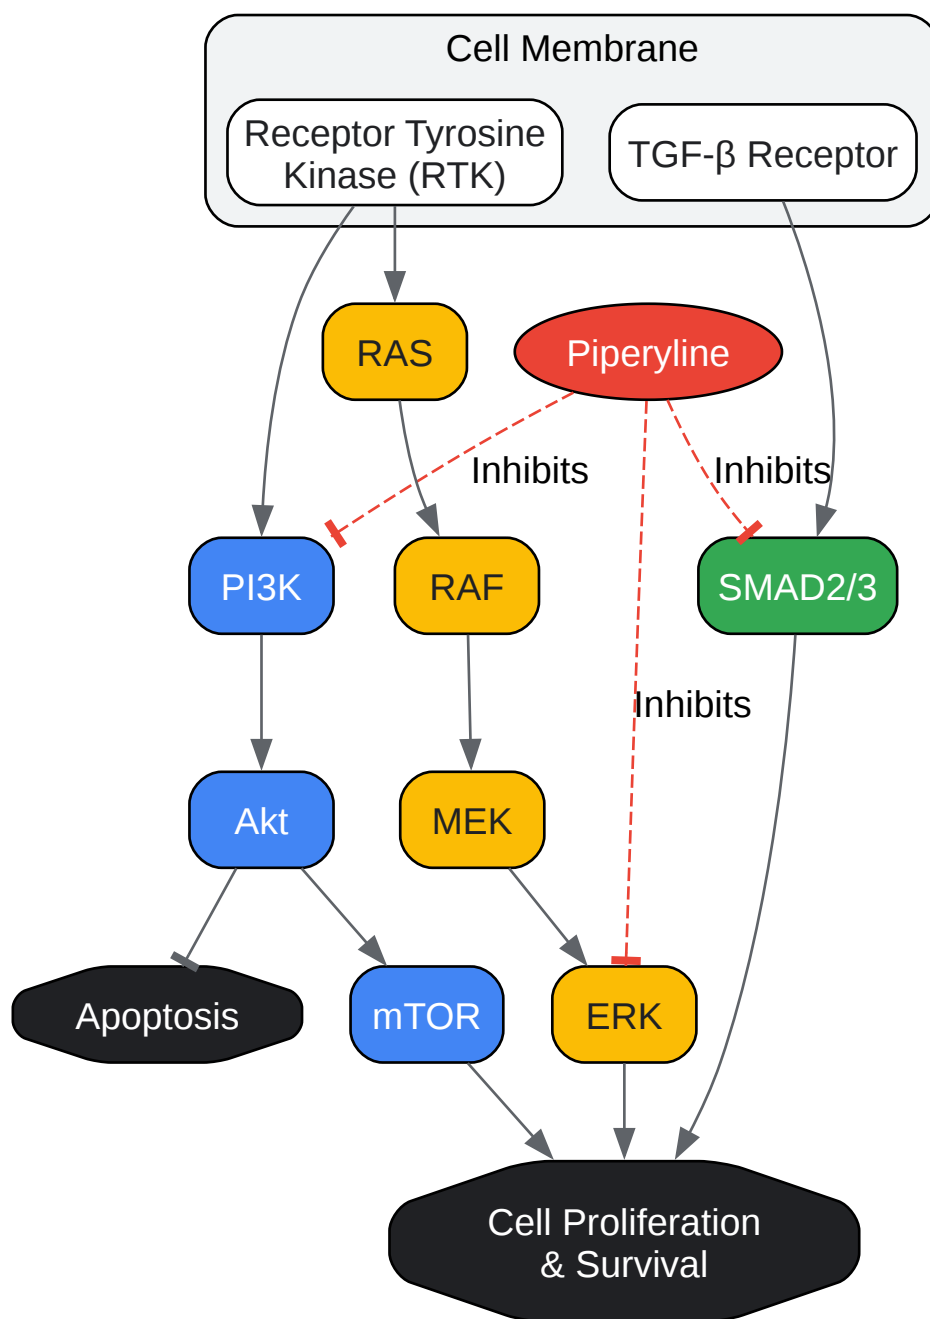 Cell Membrane
Receptor Tyrosine
Kinase (RTK)
TGF-β Receptor
RAS
Piperyline
Inhibits
Inhibits
PI3K
RAF
SMAD2/3
Inhibits
Akt
MEK
Apoptosis
mTOR
ERK
Cell Proliferation
& Survival